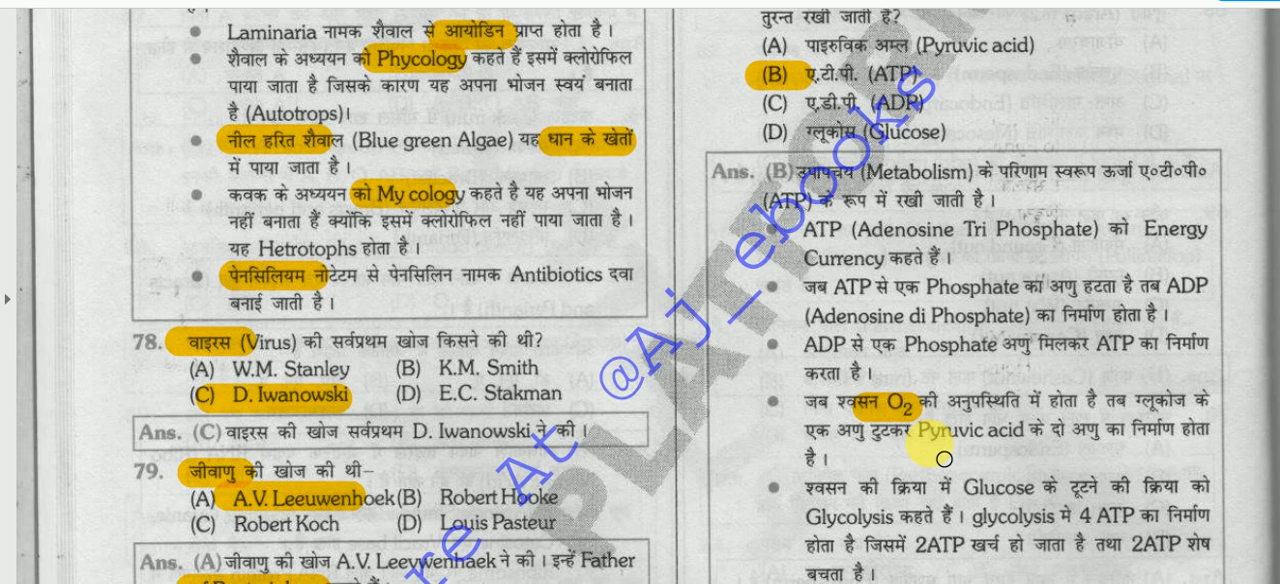 Laminaria नामक शैवाल से आयोडिन प्राप्त होता है।
शैवाल के अध्ययन को Phycology कहते हैं इसमें क्लोरोफिल
पाया जाता है जिसके कारण यह अपना भोजन स्वयं बनाता
है (Autotrops)।
नील हरित शैवाल (Blue green Algae) यह धान के खेतों
में पाया जाता है।
कवक के अध्ययन को My cology कहते है यह अपना भोजन
नहीं बनाता हैं क्योंकि इसमें क्लोरोफिल नहीं पाया जाता है।
यह Hetrotophs होता है।
पेनसिलियम नोटेटम से पेनसिलिन नामक Antibiotics दवा
बनाई जाती है।
78. वाइरस (Virus) की सर्वप्रथम खोज किसने की थी?
(A) W.M. Stanley (B) K.M. Smith
(C) D. Iwanowski (D) E.C. Stakman
Ans. (C) वाइरस की खोज सर्वप्रथम D. Iwanowski ने की।
79. जीवाणु की खोज की थी–
(A) A.V. Leeuwenhoek (B) Robert Hooke
(C) Robert Koch (D) Louis Pasteur
Ans. (A) जीवाणु की खोज A.V. Leevwenhaek ने की। इन्हें Father
तुरन्त रखी जाती है?
(A) पाइरुविक अम्ल (Pyruvic acid)
(B) ए.टी.पी. (ATP)
(C) ए.डी.पी. (ADP)
(D) ग्लूकोस (Glucose)
Ans. (B) उपापचय (Metabolism) के परिणाम स्वरूप ऊर्जा ए०टी०पी०
(ATP) के रूप में रखी जाती है।
ATP (Adenosine Tri Phosphate) को Energy
Currency कहते हैं।
जब ATP से एक Phosphate का अणु हटता है तब ADP
(Adenosine di Phosphate) का निर्माण होता है।
ADP से एक Phosphate अणु मिलकर ATP का निर्माण
करता है।
जब श्वसन O₂ की अनुपस्थिति में होता है तब ग्लूकोज के
एक अणु टुटकर Pyruvic acid के दो अणु का निर्माण होता
है।
श्वसन की क्रिया में Glucose के टूटने की क्रिया को
Glycolysis कहते हैं। glycolysis मे 4 ATP का निर्माण
होता है जिसमें 2ATP खर्च हो जाता है तथा 2ATP शेष
बचता है।
re At @Aj_ebooks
PLATFORM